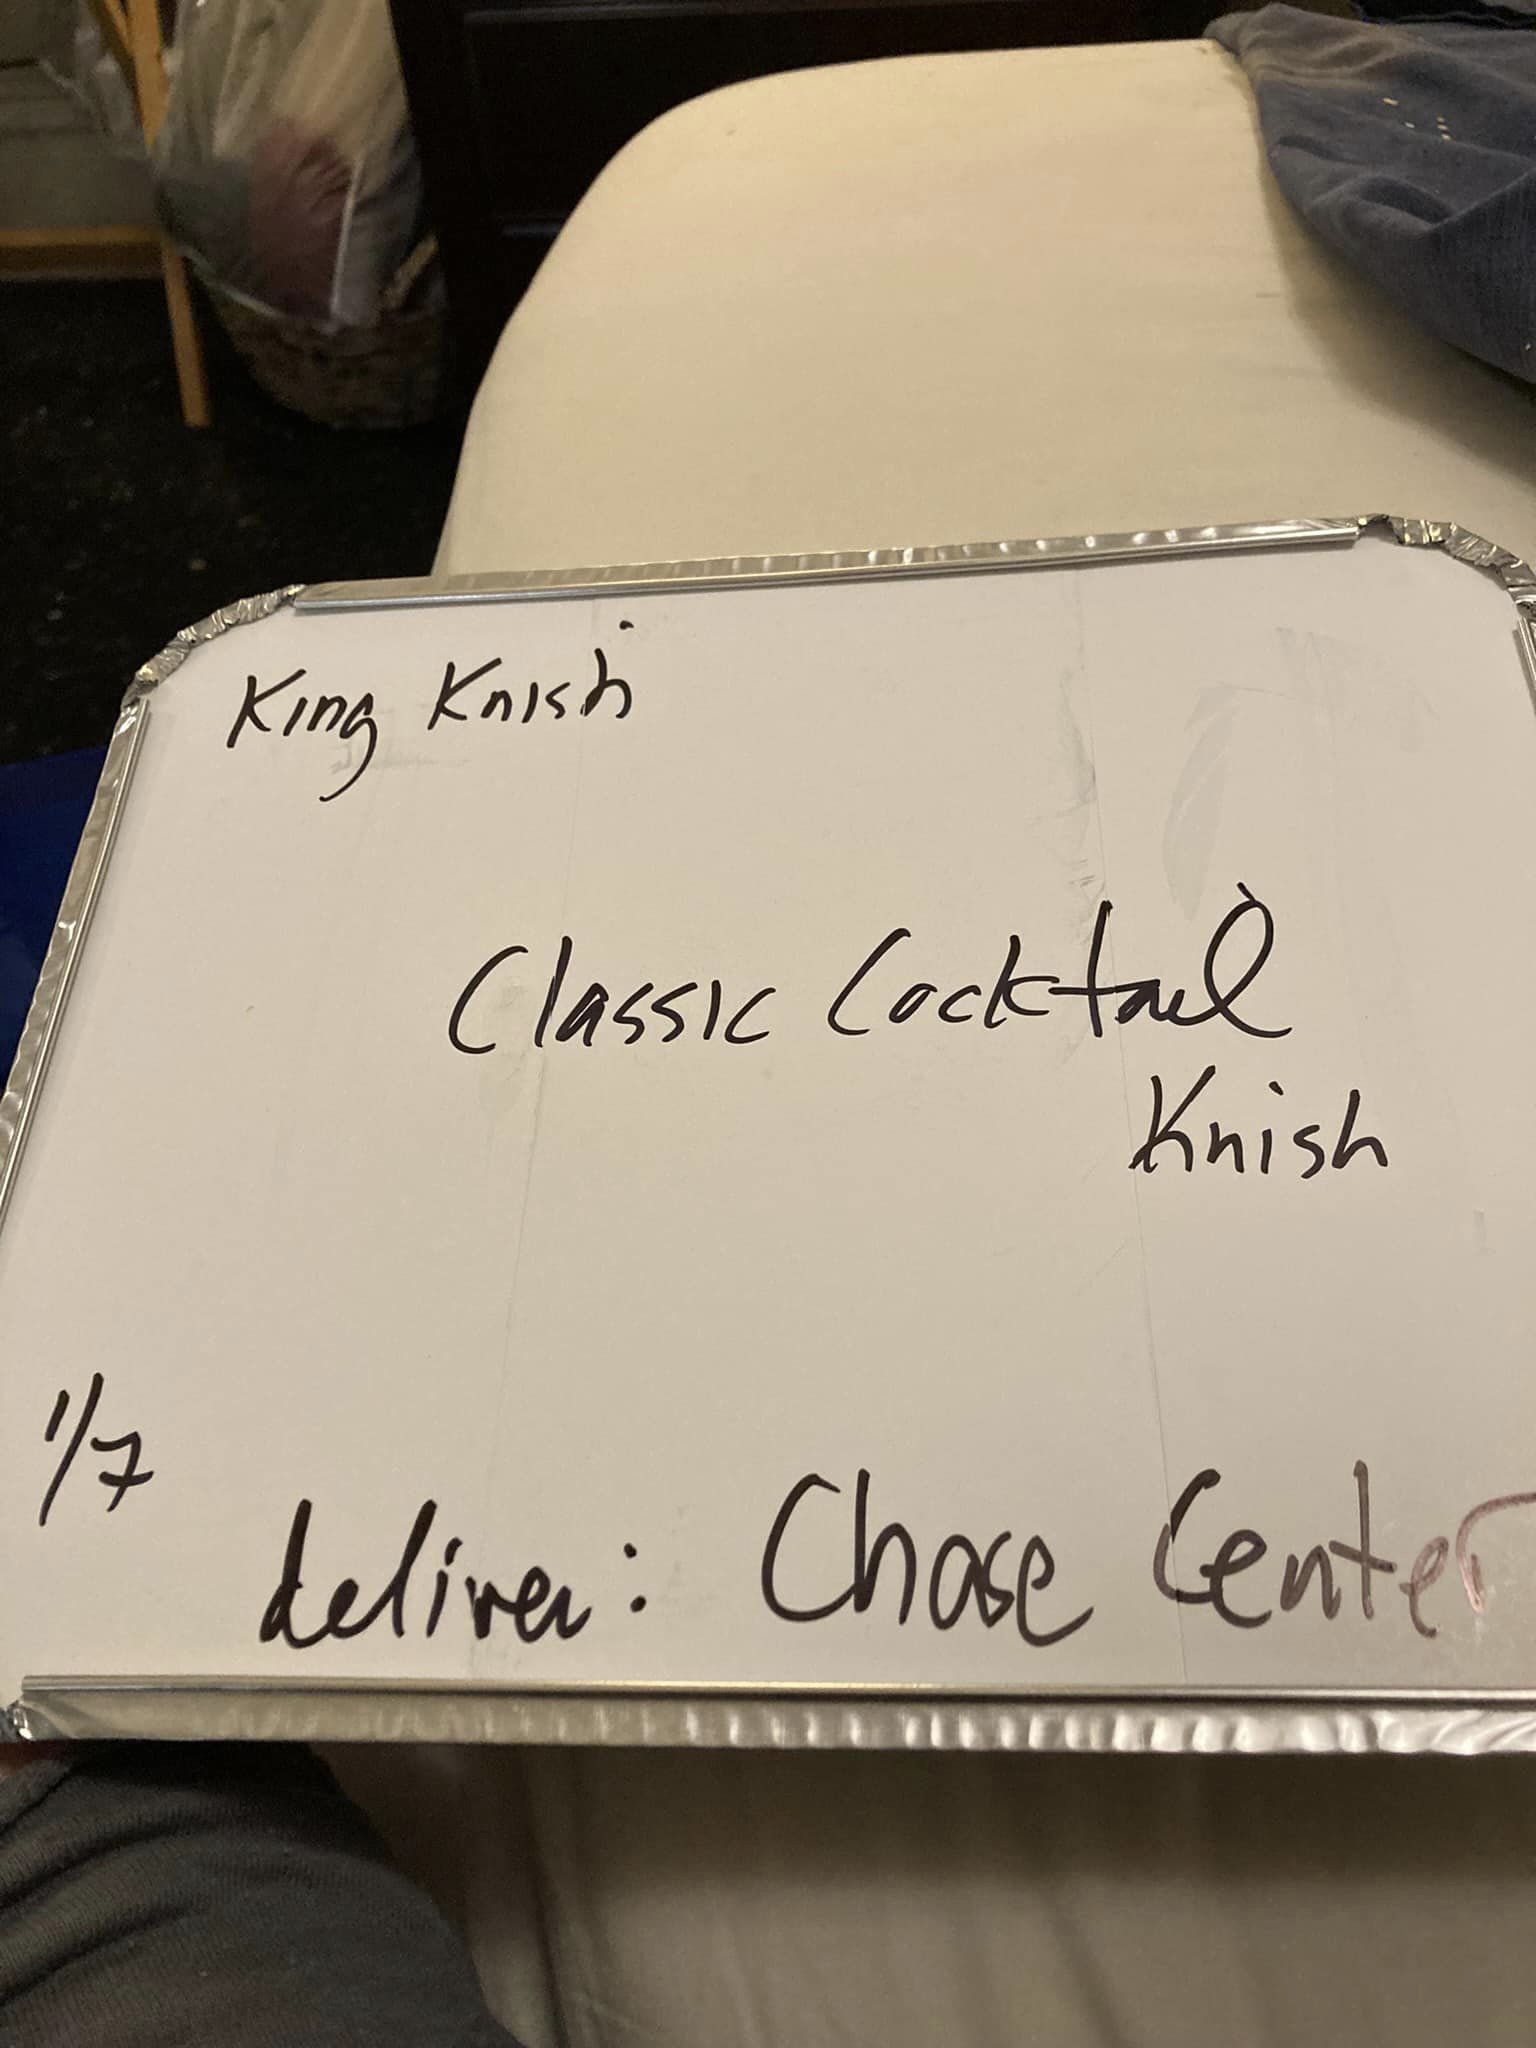 King Knish
Classic Cocktail
Knish
1/7
deliver: Chase Center